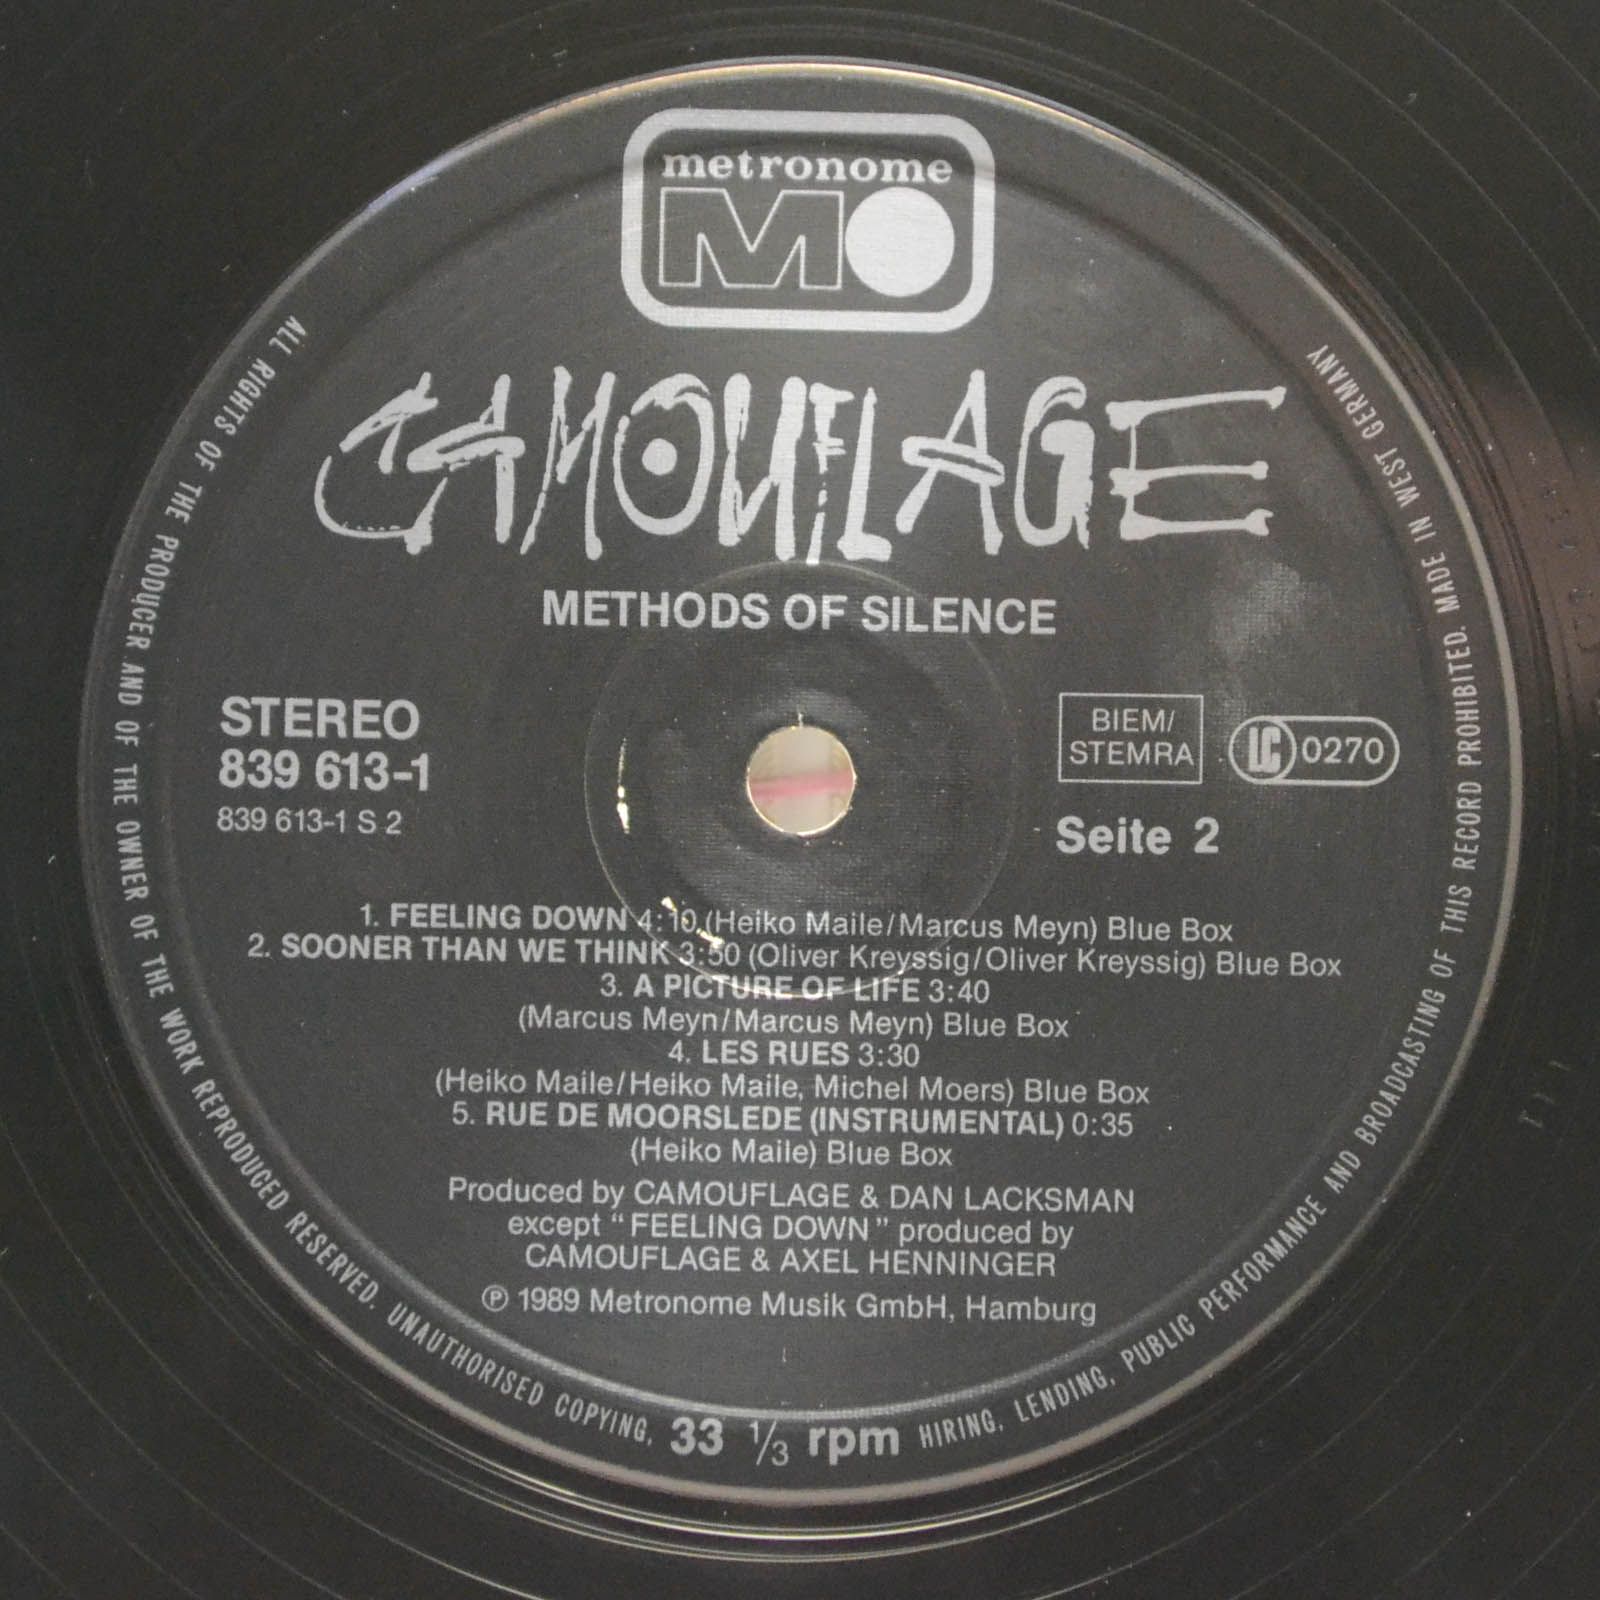 metronome
MO
CAMOUFLAGE
METHODS OF SILENCE
STEREO
839 613-1
839 613-1 S 2
BIEM/
STEMRA
LC 0270
Seite 2
1. FEELING DOWN 4:10 (Heiko Maile/Marcus Meyn) Blue Box
2. SOONER THAN WE THINK 3:50 (Oliver Kreyssig/Oliver Kreyssig) Blue Box
3. A PICTURE OF LIFE 3:40
(Marcus Meyn/Marcus Meyn) Blue Box
4. LES RUES 3:30
(Heiko Maile/Heiko Maile, Michel Moers) Blue Box
5. RUE DE MOORSLEDE (INSTRUMENTAL) 0:35
(Heiko Maile) Blue Box
Produced by CAMOUFLAGE & DAN LACKSMAN
except "FEELING DOWN" produced by
CAMOUFLAGE & AXEL HENNINGER
℗ 1989 Metronome Musik GmbH, Hamburg
ALL RIGHTS OF THE PRODUCER AND OF THE OWNER OF THE WORK REPRODUCED RESERVED. UNAUTHORISED COPYING, HIRING, LENDING, PUBLIC PERFORMANCE AND BROADCASTING OF THIS RECORD PROHIBITED. MADE IN WEST GERMANY
33 1/3 rpm